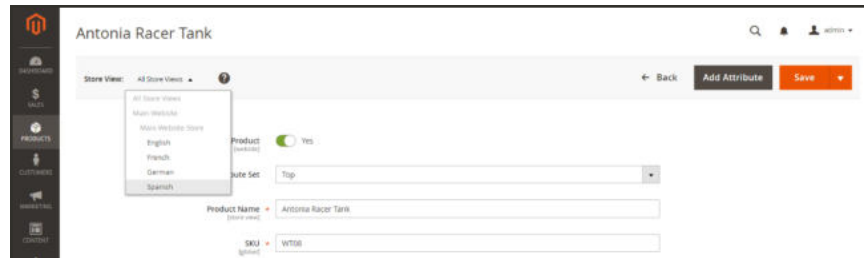 Antonia Racer Tank
admin
DASHBOARD
SALES
PRODUCTS
CUSTOMERS
MARKETING
CONTENT
Store View: All Store Views
← Back
Add Attribute
Save
All Store Views
Main Website
Main Website Store
English
French
German
Spanish
Product
[website]
Yes
bute Set
Top
Product Name *
[store view]
Antonia Racer Tank
SKU *
[global]
WT08